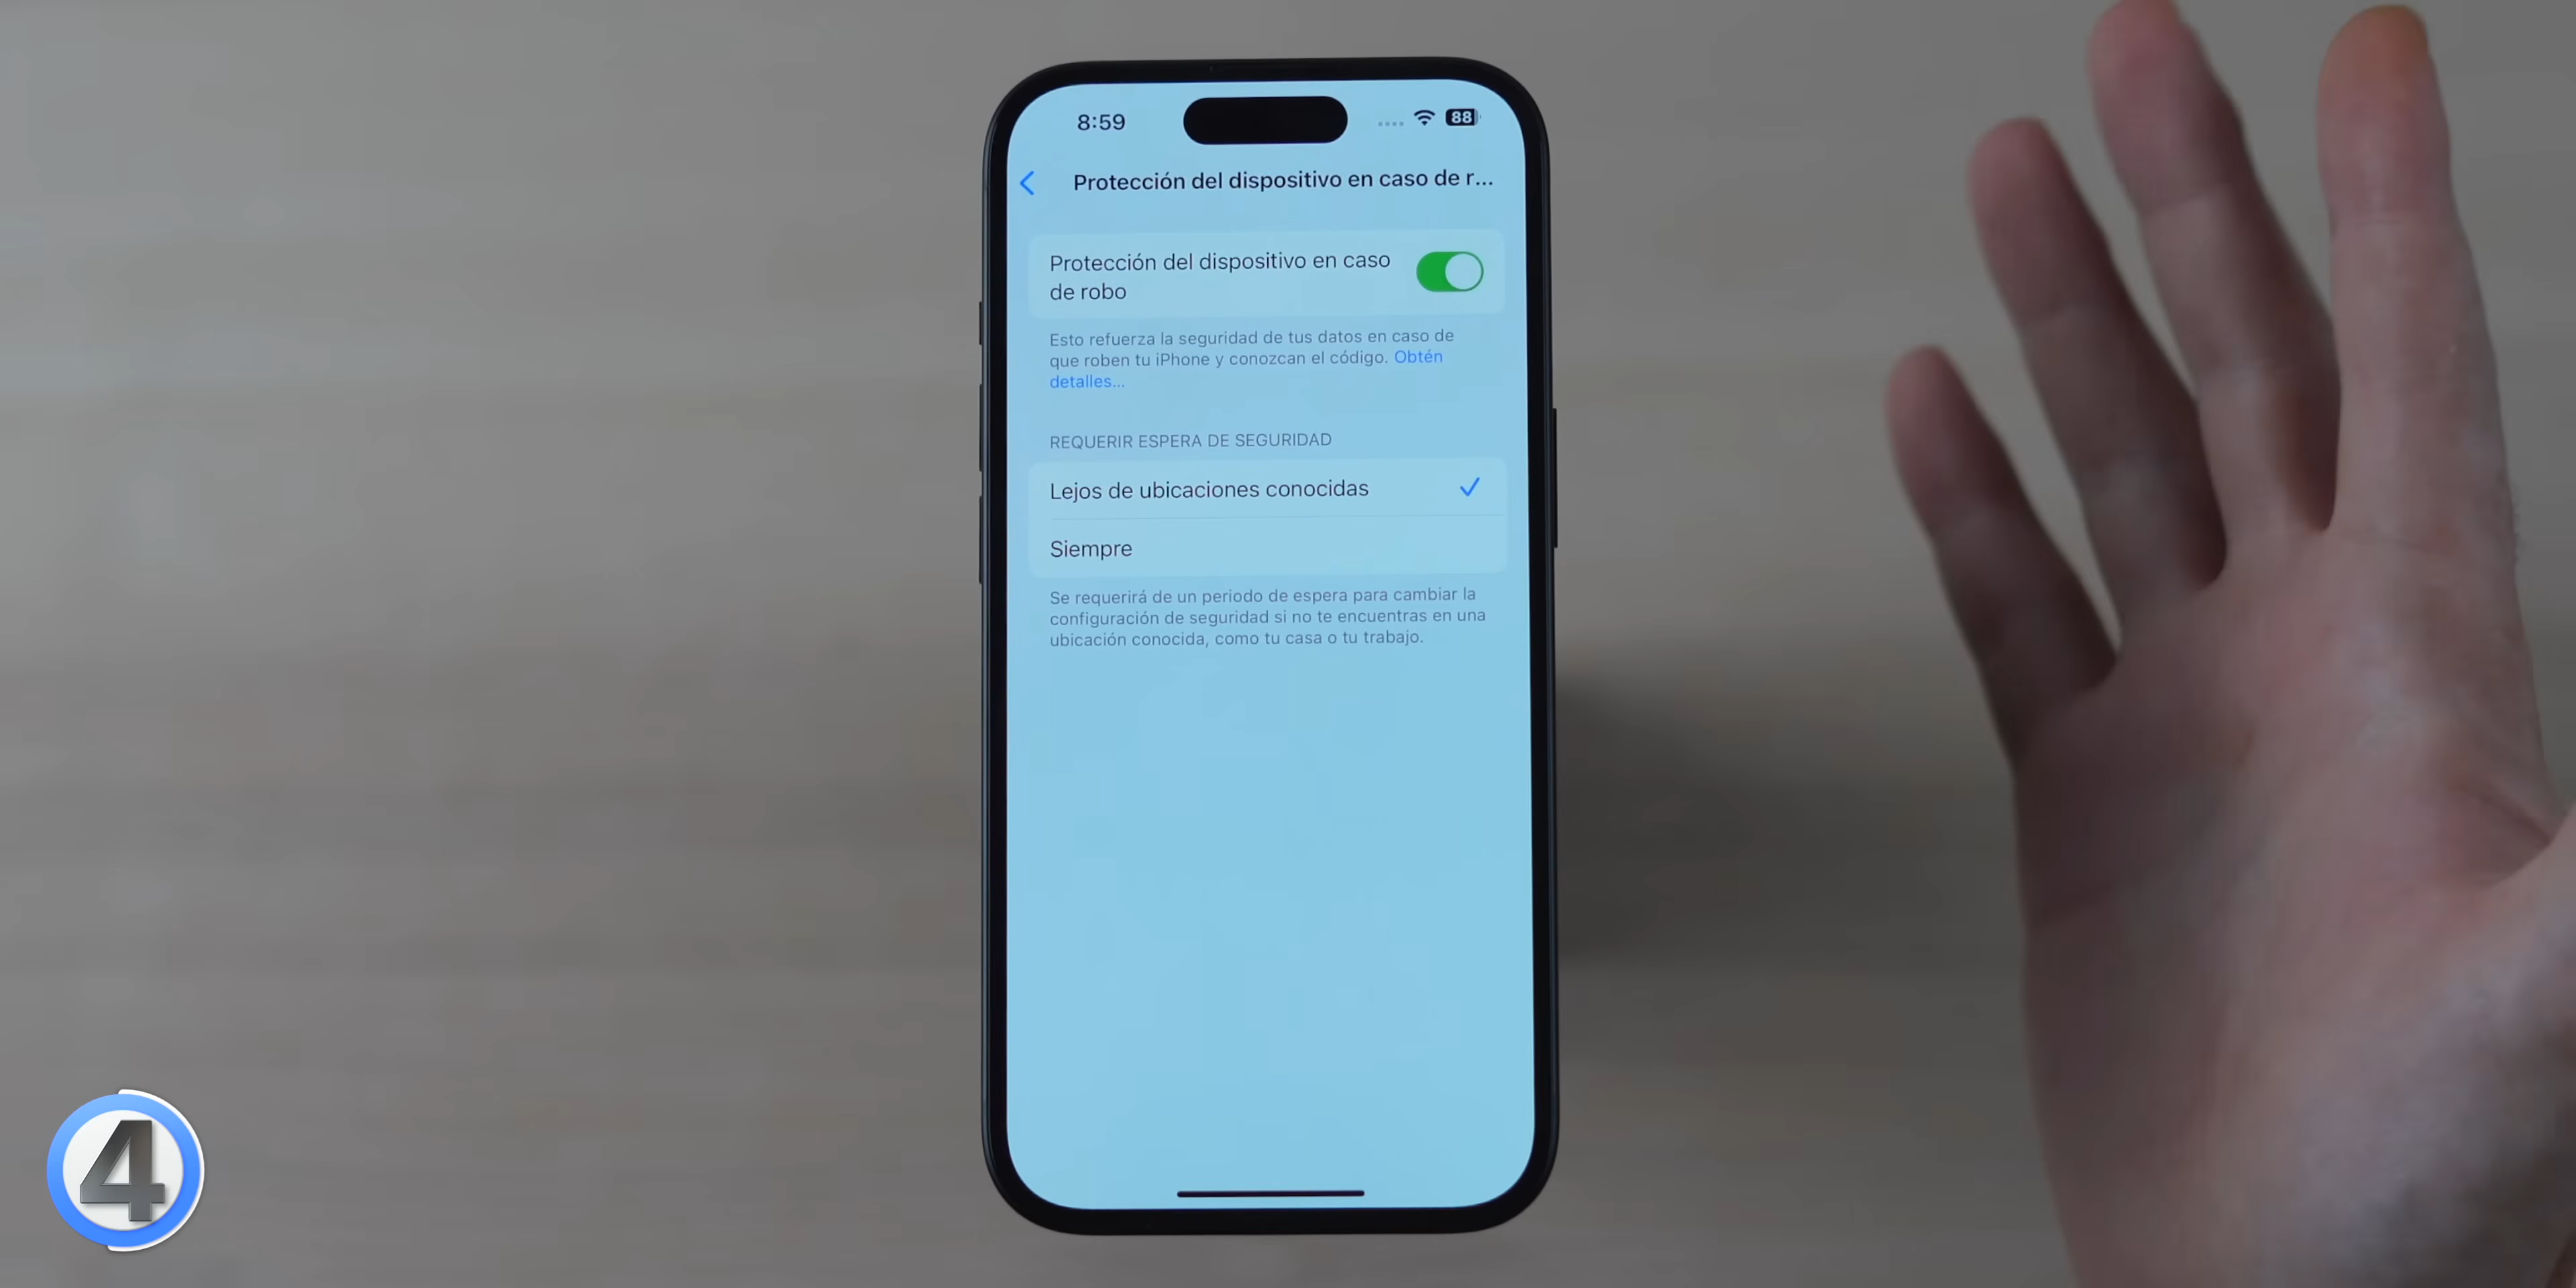 8:59
88
Protección del dispositivo en caso de r...
Protección del dispositivo en caso
de robo
Esto refuerza la seguridad de tus datos en caso de
que roben tu iPhone y conozcan el código. Obtén
detalles...
REQUERIR ESPERA DE SEGURIDAD
Lejos de ubicaciones conocidas
Siempre
Se requerirá de un periodo de espera para cambiar la
configuración de seguridad si no te encuentras en una
ubicación conocida, como tu casa o tu trabajo.
4